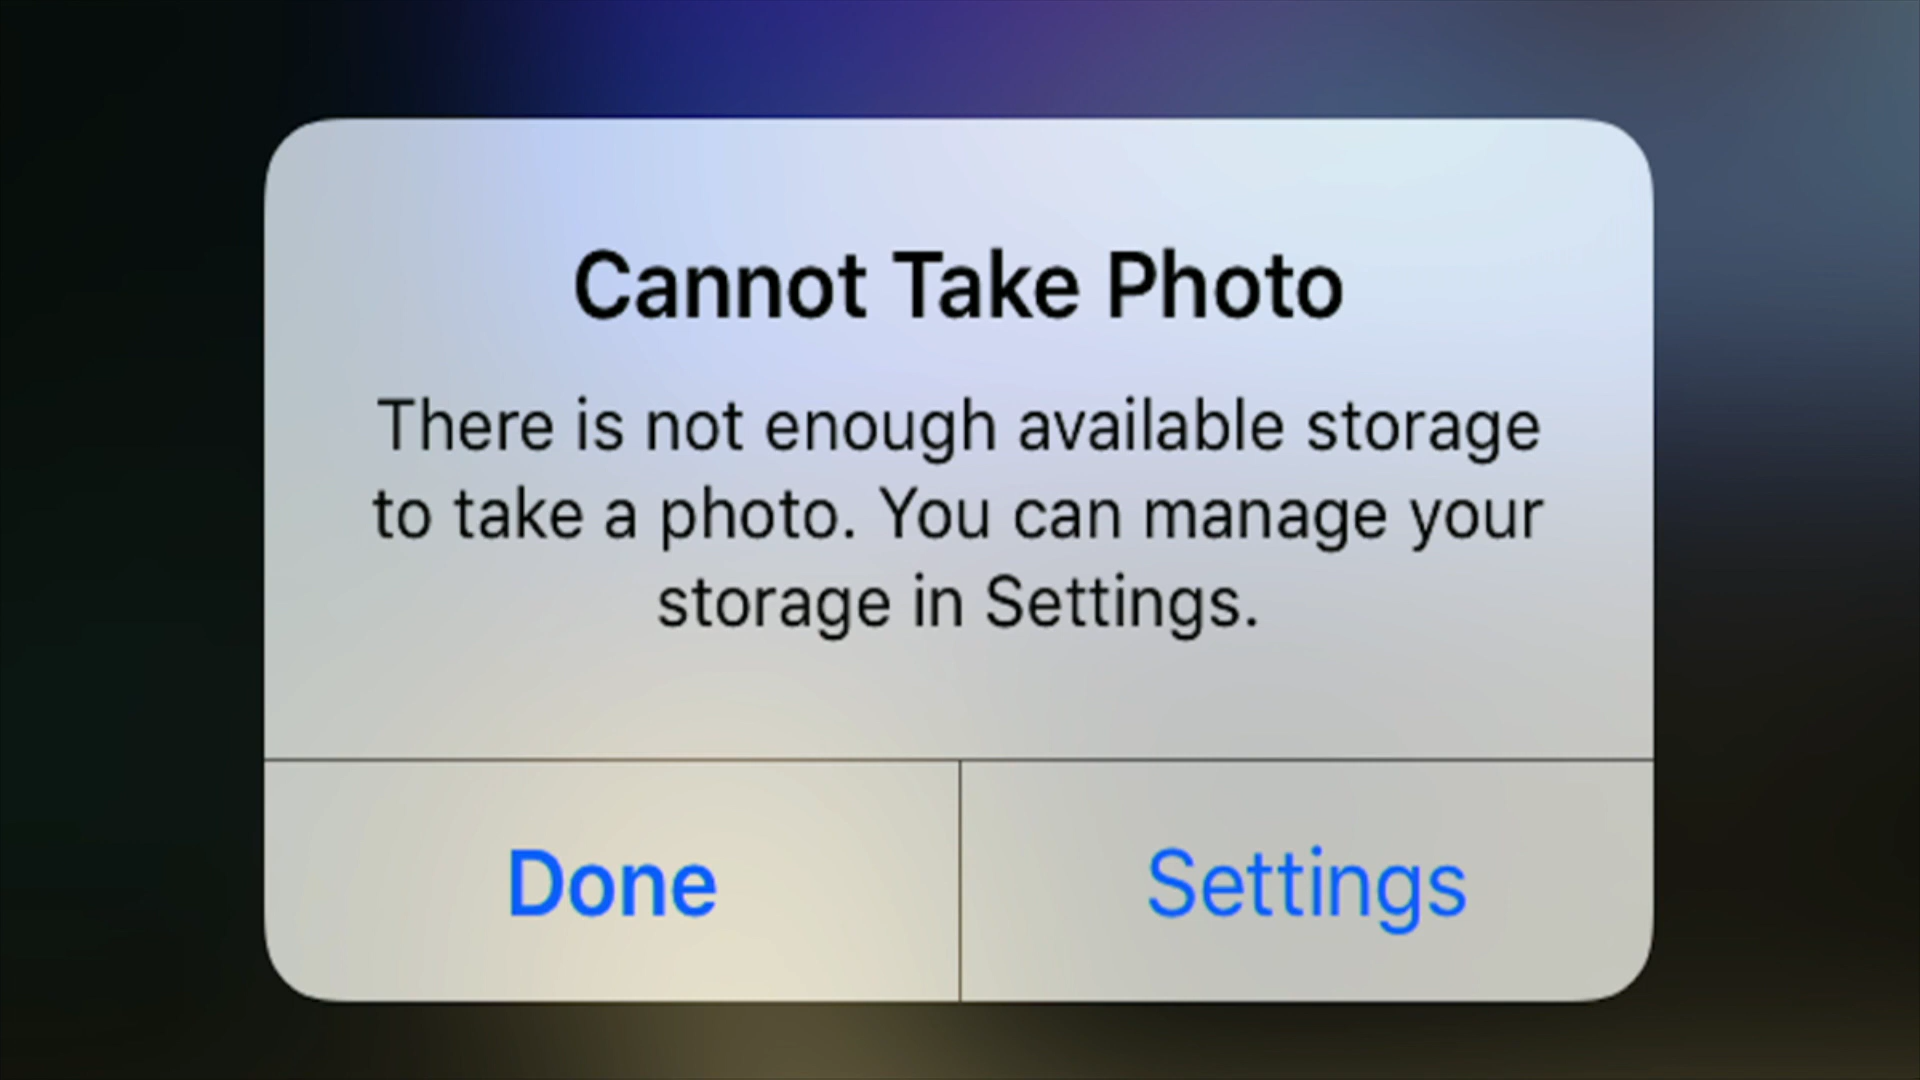 Cannot Take Photo
There is not enough available storage
to take a photo. You can manage your
storage in Settings.
Done
Settings